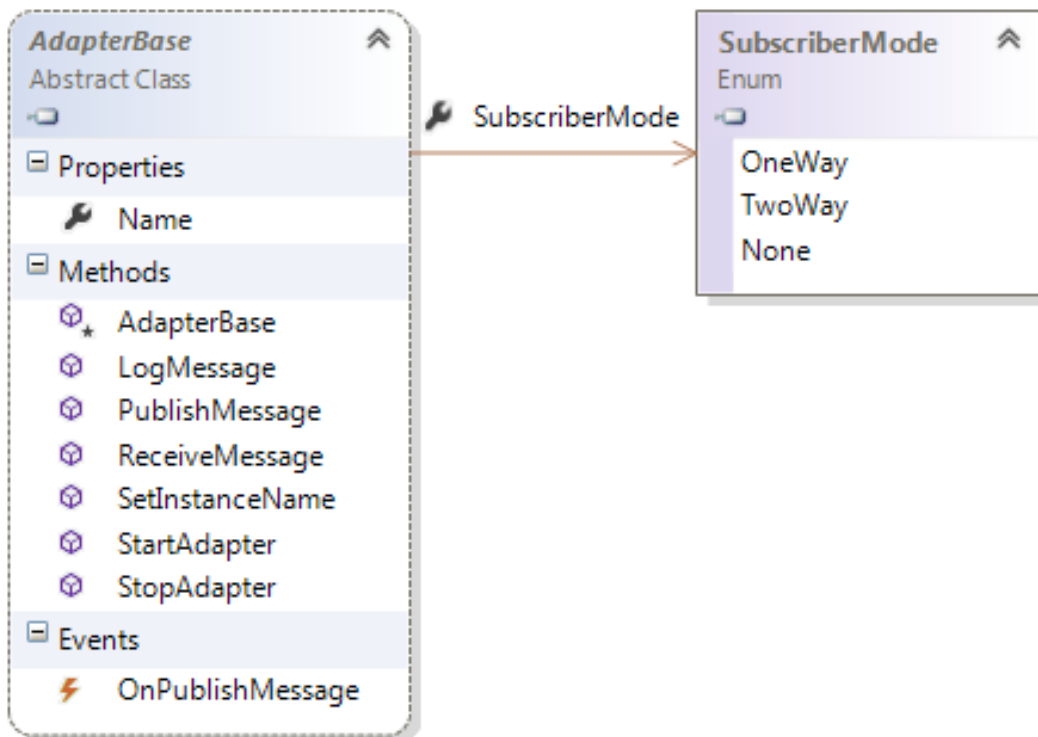 AdapterBase
Abstract Class
Properties
Name
Methods
AdapterBase
LogMessage
PublishMessage
ReceiveMessage
SetInstanceName
StartAdapter
StopAdapter
Events
OnPublishMessage
SubscriberMode
SubscriberMode
Enum
OneWay
TwoWay
None